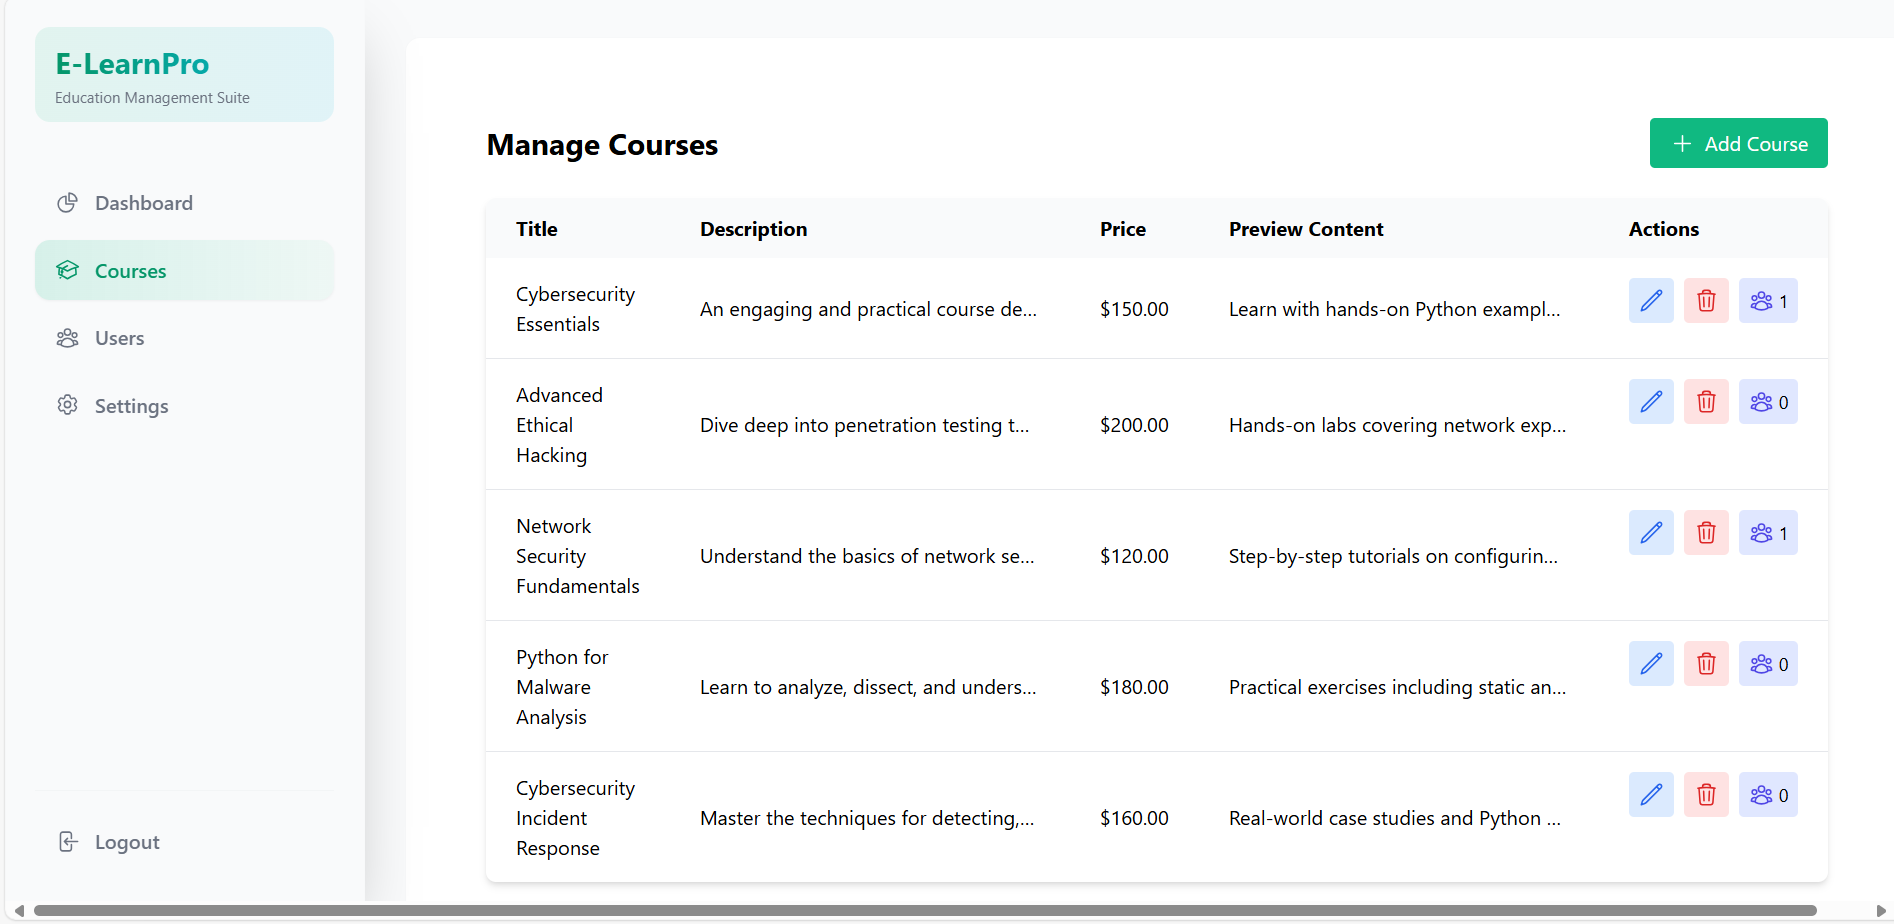 E-LearnPro
Education Management Suite
Dashboard
Courses
Users
Settings
Logout
Manage Courses
Add Course
Title Description Price Preview Content Actions
Cybersecurity
Essentials
An engaging and practical course de... $150.00 Learn with hands-on Python exampl... 1
Advanced
Ethical
Hacking
Dive deep into penetration testing t... $200.00 Hands-on labs covering network exp... 0
Network
Security
Fundamentals
Understand the basics of network se... $120.00 Step-by-step tutorials on configurin... 1
Python for
Malware
Analysis
Learn to analyze, dissect, and unders... $180.00 Practical exercises including static an... 0
Cybersecurity
Incident
Response
Master the techniques for detecting,... $160.00 Real-world case studies and Python ... 0